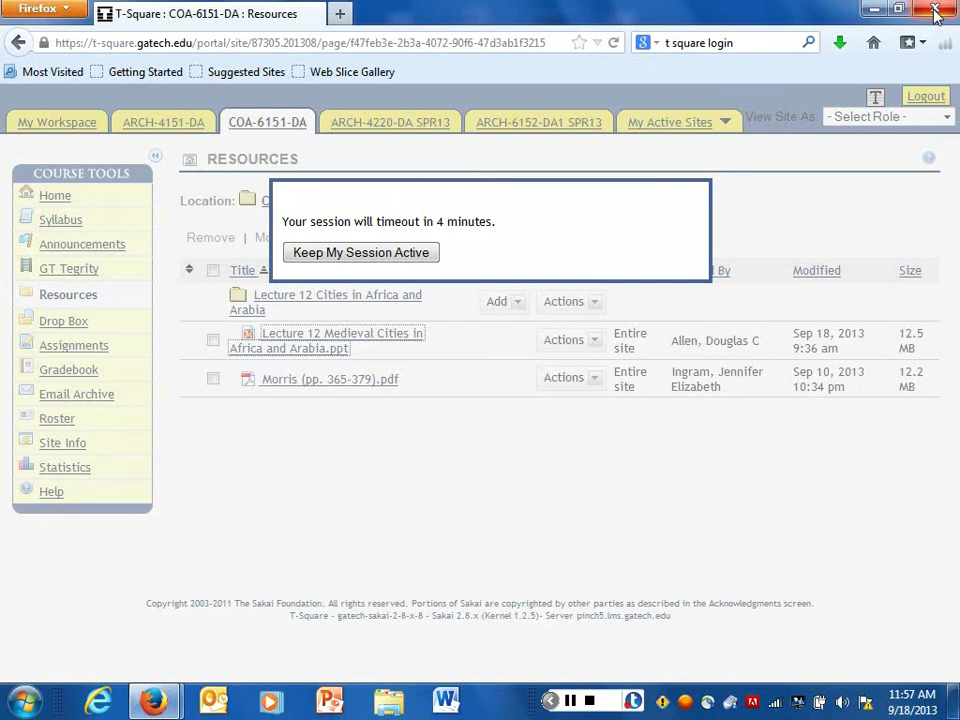 Firefox
T-Square : COA-6151-DA : Resources
https://t-square.gatech.edu/portal/site/87305.201308/page/f47feb3e-2b3a-4072-90f6-47d3ab1f3215
t square login
Most Visited Getting Started Suggested Sites Web Slice Gallery
T Logout
My Workspace ARCH-4151-DA COA-6151-DA ARCH-4220-DA SPR13 ARCH-6152-DA1 SPR13 My Active Sites View Site As: - Select Role -
RESOURCES
COURSE TOOLS
Home
Syllabus
Announcements
GT Tegrity
Resources
Drop Box
Assignments
Gradebook
Email Archive
Roster
Site Info
Statistics
Help
Location:
Your session will timeout in 4 minutes.
Keep My Session Active
Remove |
Title By Modified Size
Lecture 12 Cities in Africa and
Arabia
Add Actions
Lecture 12 Medieval Cities in
Africa and Arabia.ppt
Actions
Entire
site
Allen, Douglas C
Sep 18, 2013
9:36 am
12.5
MB
Morris (pp. 365-379).pdf
Actions
Entire
site
Ingram, Jennifer
Elizabeth
Sep 10, 2013
10:34 pm
12.2
MB
Copyright 2003-2011 The Sakai Foundation. All rights reserved. Portions of Sakai are copyrighted by other parties as described in the Acknowledgments screen.
T-Square - gatech-sakai-2-8-x-8 - Sakai 2.8.x (Kernel 1.2.5)- Server pinch5.lms.gatech.edu
11:57 AM
9/18/2013